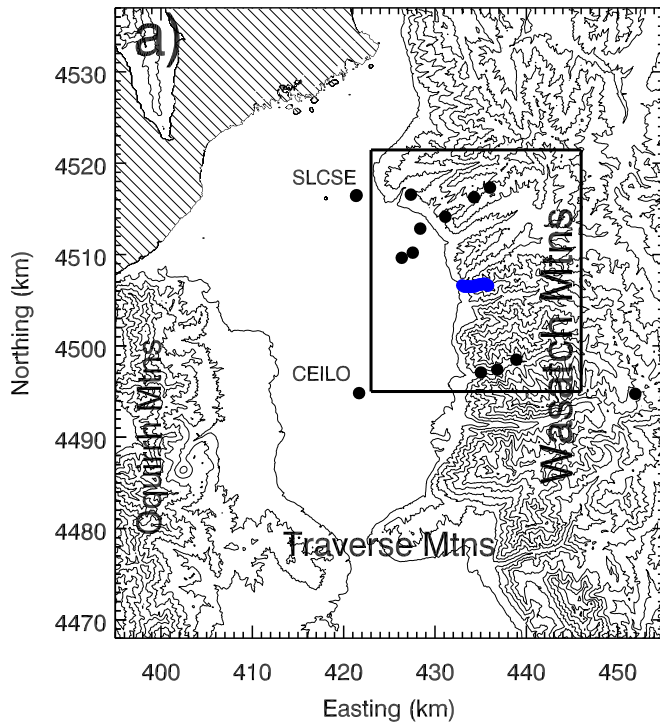 a)
4530
4520
4510
4500
4490
4480
4470
Northing (km)
SLCSE
CEILO
Oquirrh Mtns
Wasatch Mtns
Traverse Mtns
400 410 420 430 440 450
Easting (km)